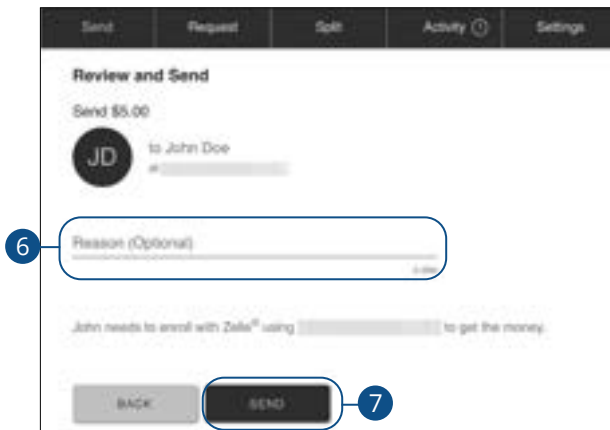 Send Request Split Activity Settings
Review and Send
Send $5.00
JD
to John Doe
at
6
Reason (Optional)
John needs to enroll with Zelle® using to get the money.
BACK SEND 7